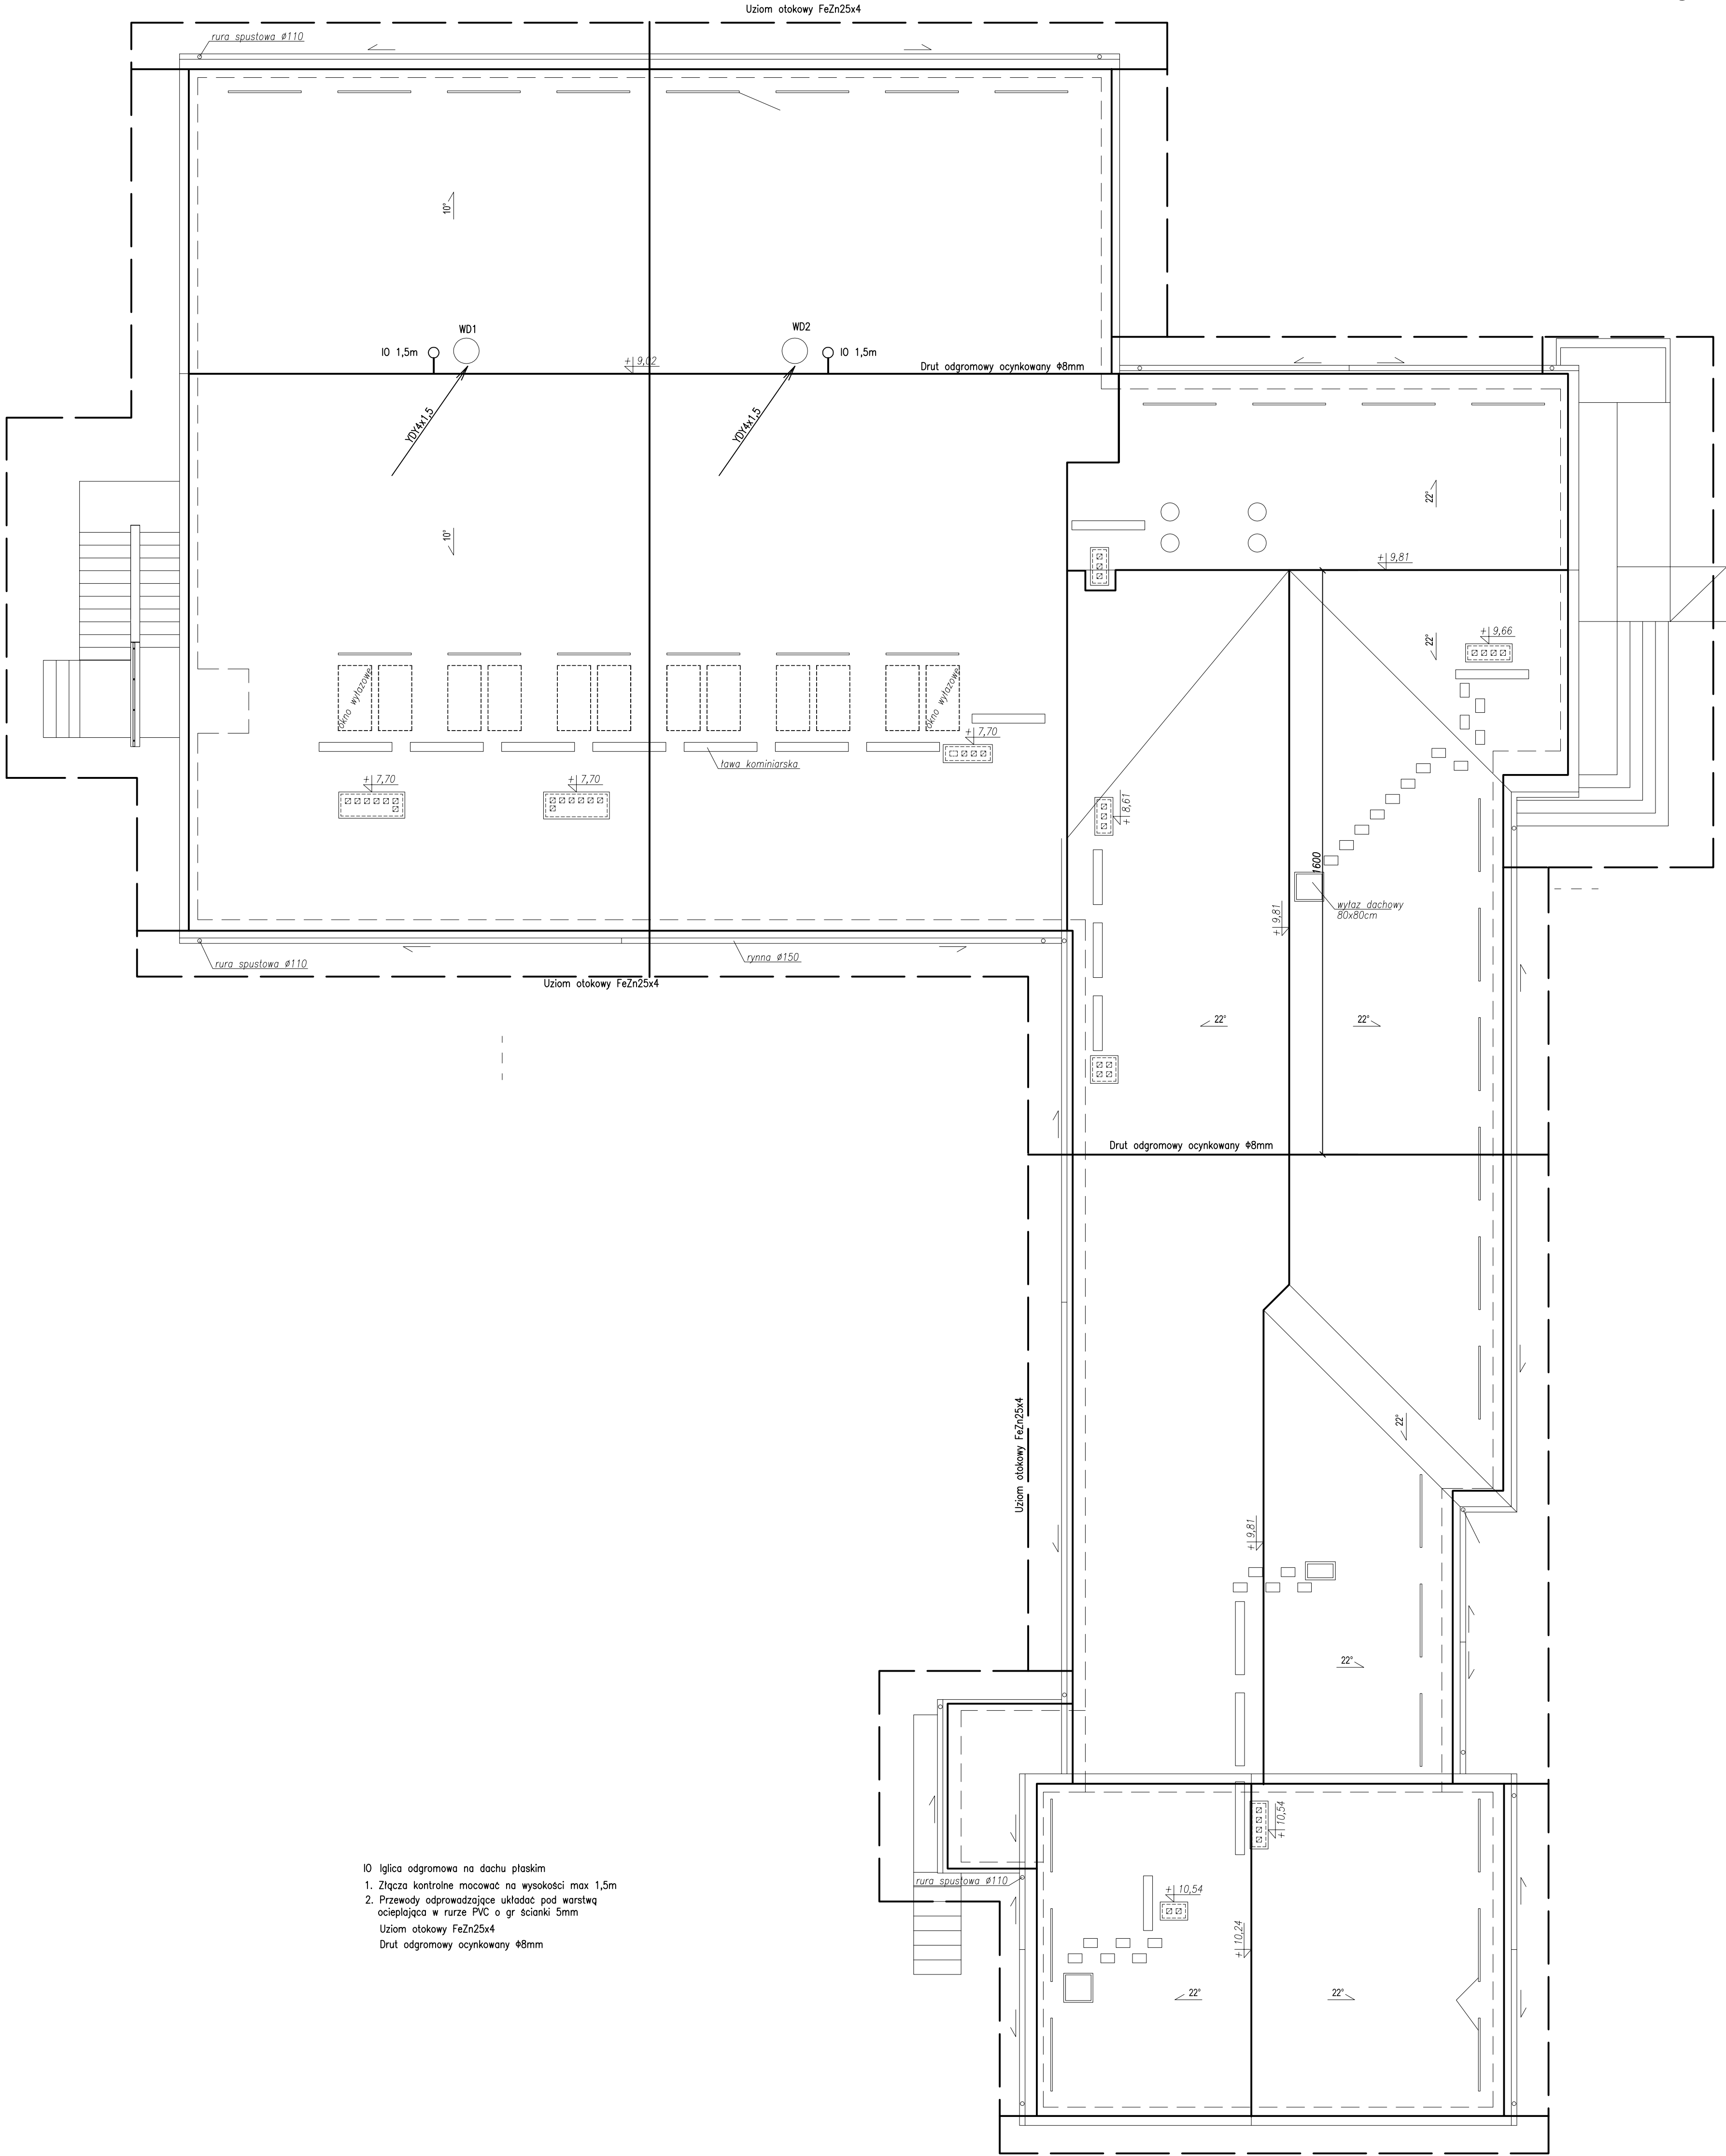 Uziom otokowy FeZn25x4
rura spustowa ø110
10°
WD1
WD2
IO 1,5m
IO 1,5m
+ 9,02
Drut odgromowy ocynkowany Φ8mm
YDY4x1,5
YDY4x1,5
22°
10°
+ 9,81
22°
+ 9,66
okno wyłazowe
okno wyłazowe
+ 7,70
ława kominiarska
+ 7,70
+ 7,70
+ 8,61
1600
wyłaz dachowy
80x80cm
+ 9,81
rura spustowa ø110
rynna ø150
Uziom otokowy FeZn25x4
22°
22°
Drut odgromowy ocynkowany Φ8mm
Uziom otokowy FeZn25x4
22°
+ 9,81
22°
+ 10,54
IO Iglica odgromowa na dachu płaskim
1. Złącza kontrolne mocować na wysokości max 1,5m
2. Przewody odprowadzające układać pod warstwą
ocieplająca w rurze PVC o gr ścianki 5mm
Uziom otokowy FeZn25x4
Drut odgromowy ocynkowany Φ8mm
rura spustowa ø110
+ 10,54
+ 10,24
22°
22°